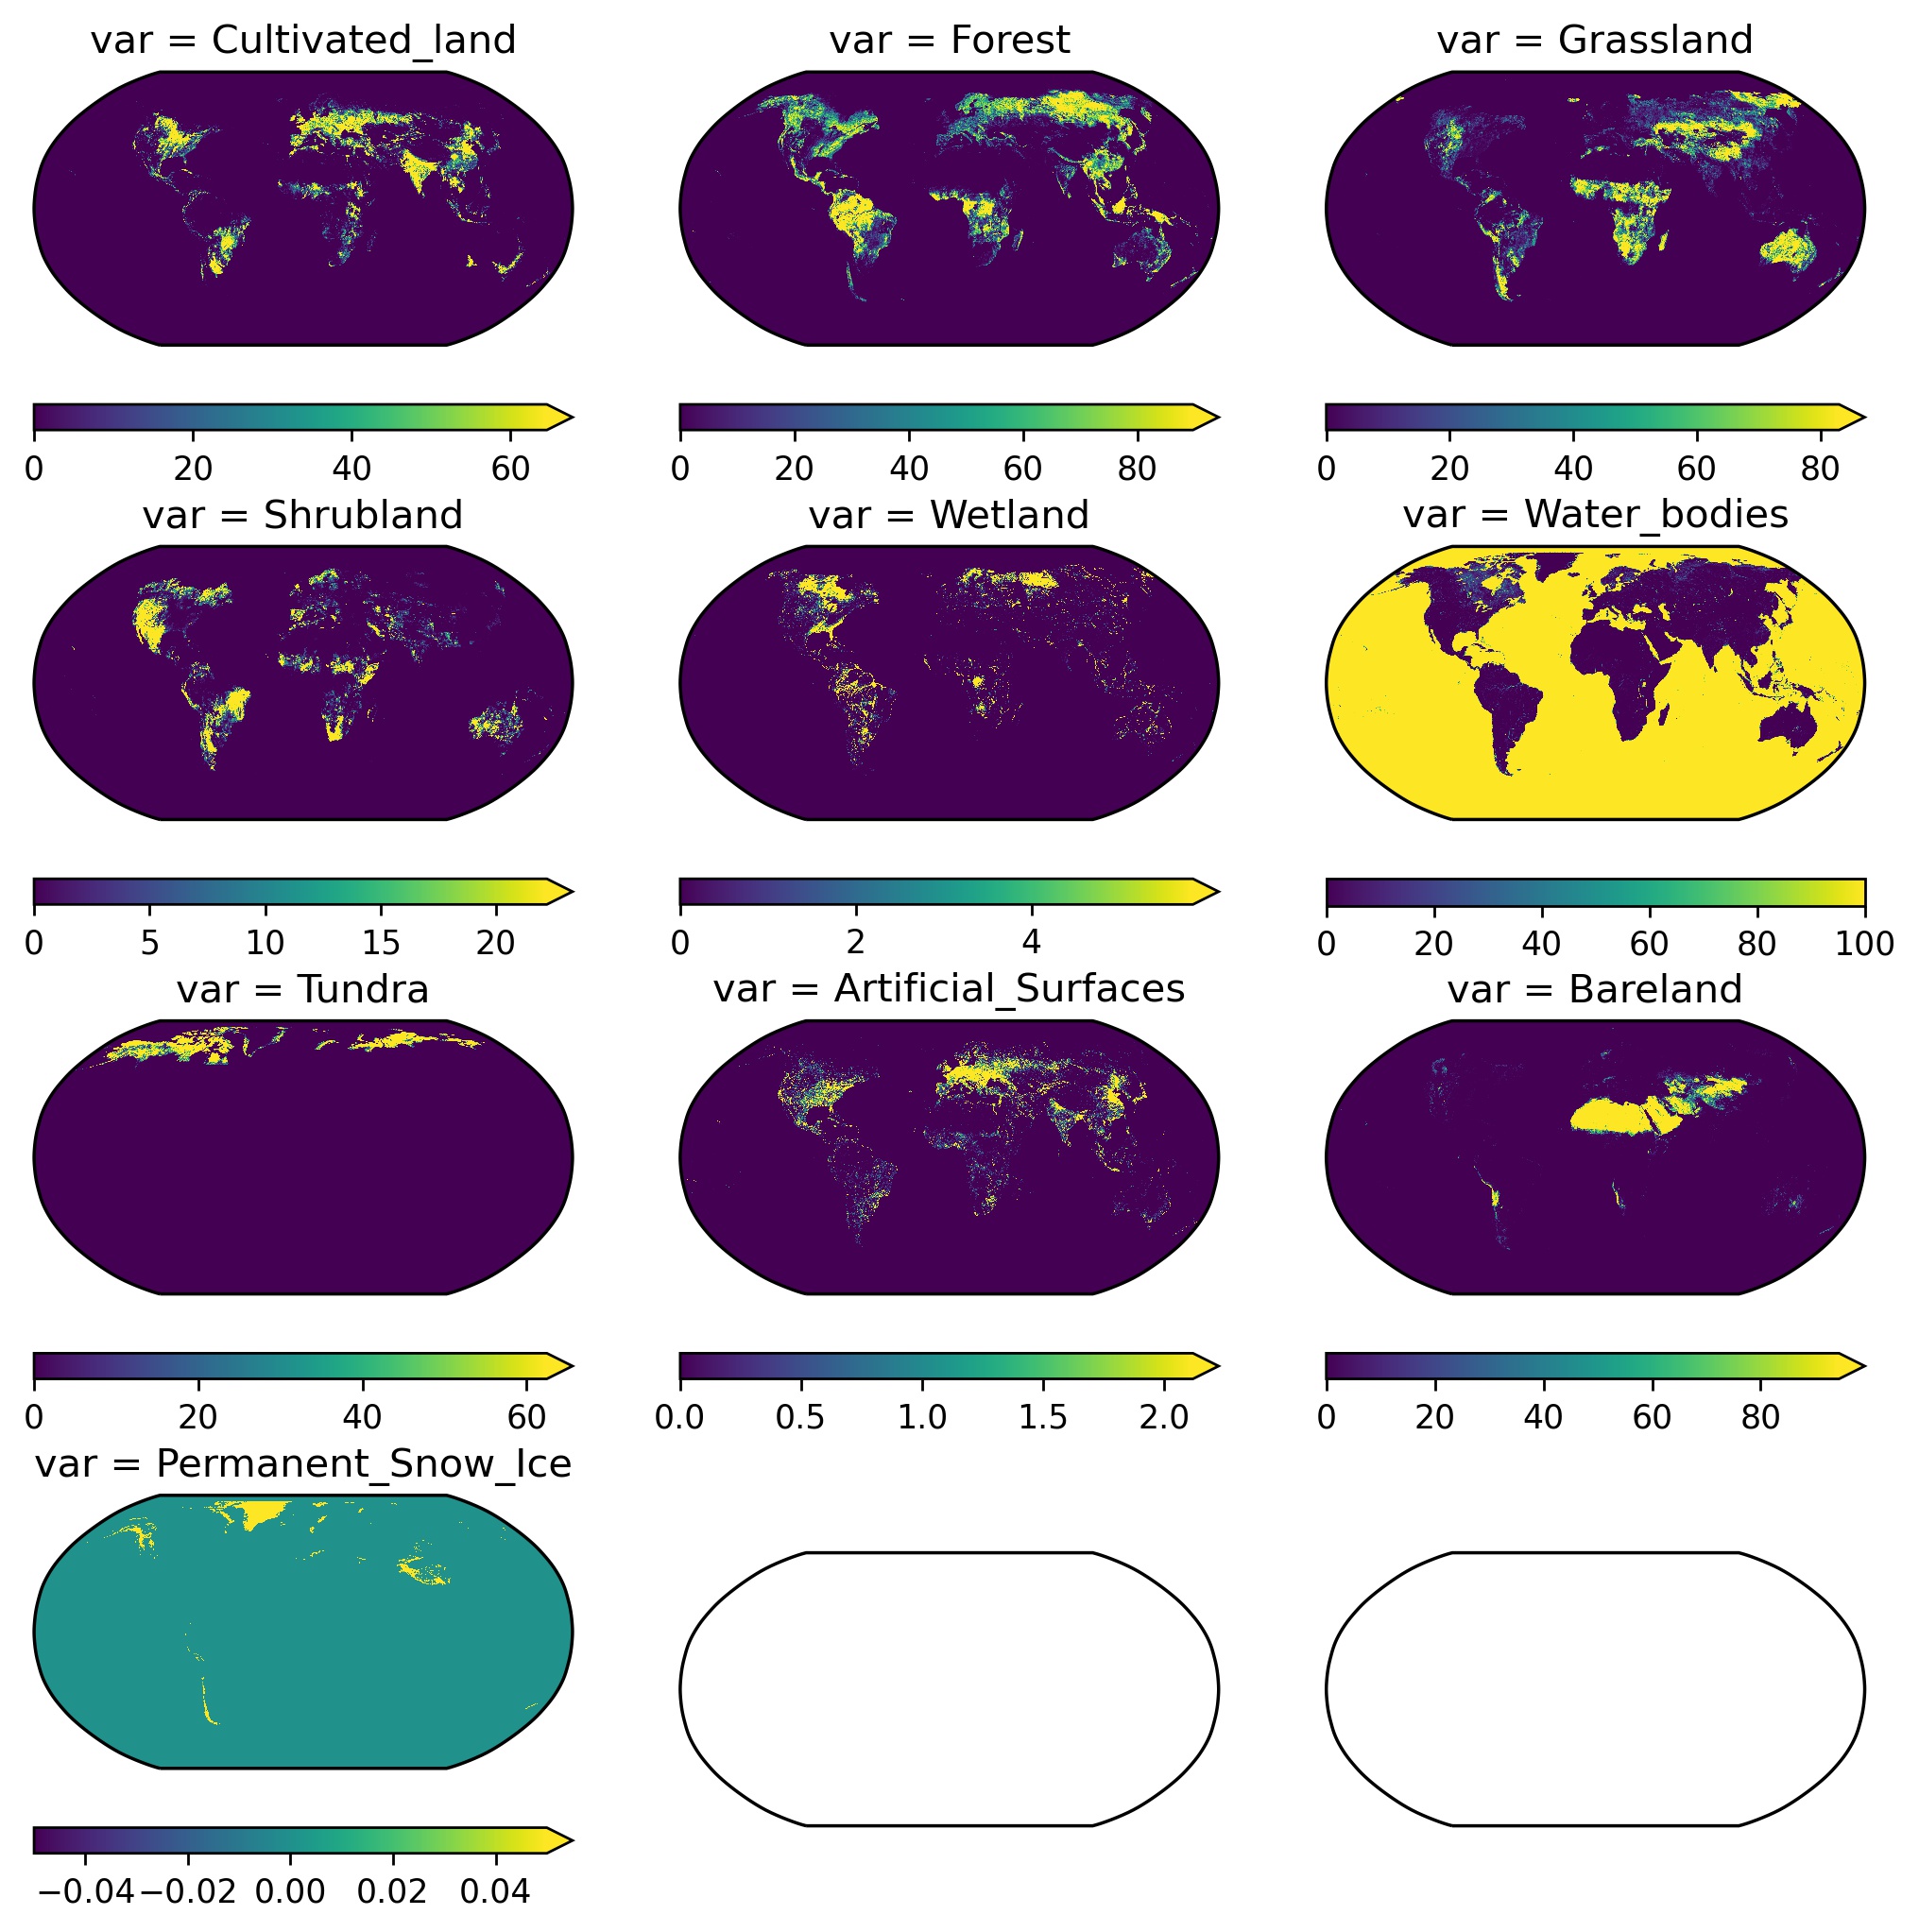 var = Cultivated_land
var = Forest
var = Grassland
0 20 40 60
0 20 40 60 80
0 20 40 60 80
var = Shrubland
var = Wetland
var = Water_bodies
0 5 10 15 20
0 2 4
0 20 40 60 80 100
var = Tundra
var = Artificial_Surfaces
var = Bareland
0 20 40 60
0.0 0.5 1.0 1.5 2.0
0 20 40 60 80
var = Permanent_Snow_Ice
−0.04 −0.02 0.00 0.02 0.04